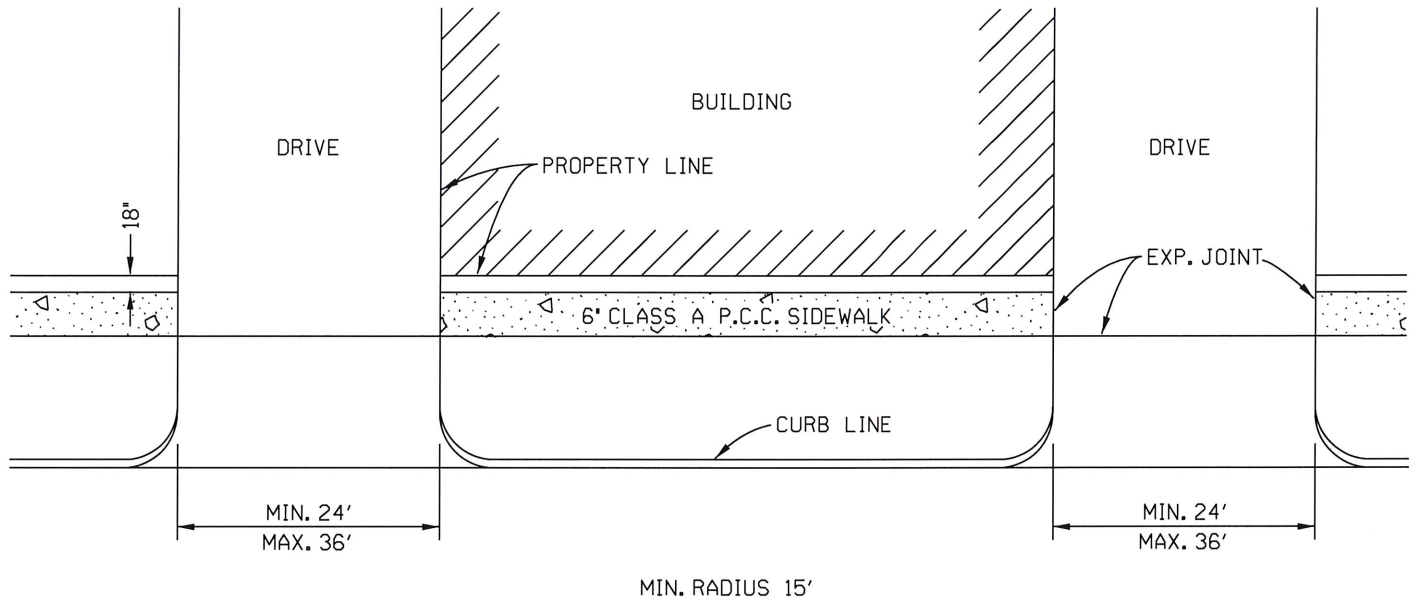 BUILDING
DRIVE
DRIVE
PROPERTY LINE
18"
EXP. JOINT
6" CLASS A P.C.C. SIDEWALK
CURB LINE
MIN. 24'
MAX. 36'
MIN. 24'
MAX. 36'
MIN. RADIUS 15'